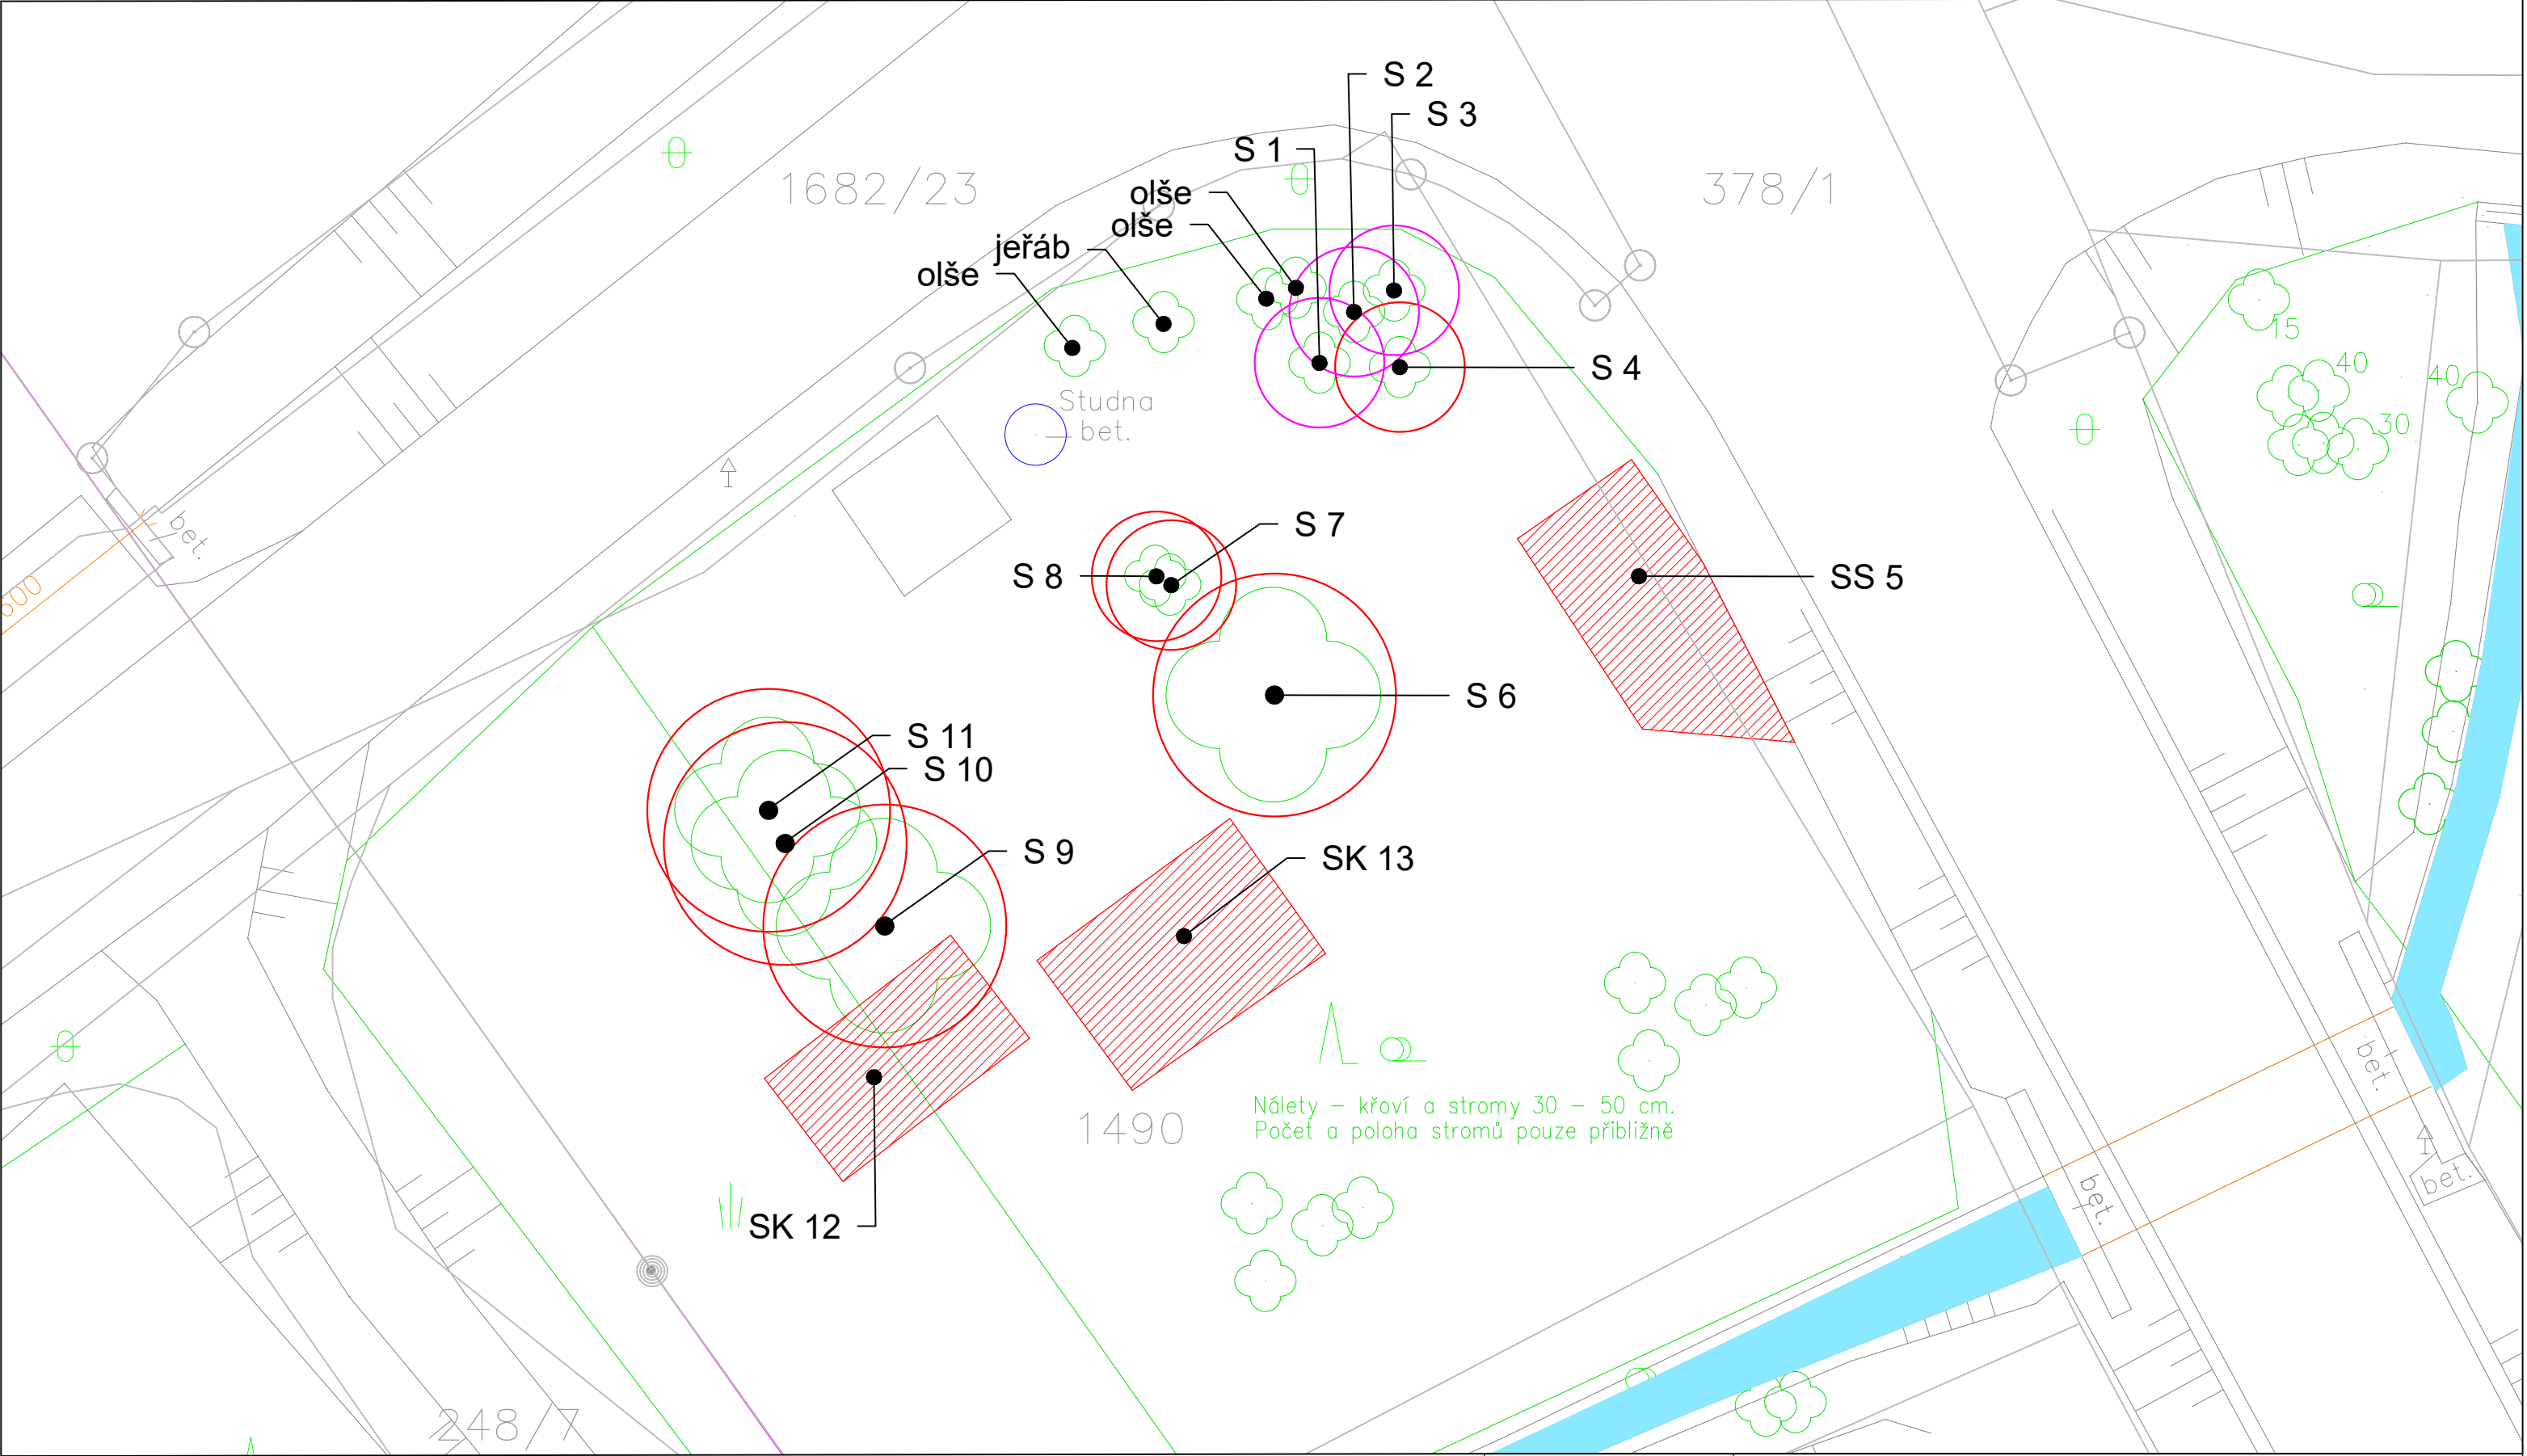 S 2
S 3
S 1
1682/23
378/1
olše
olše
jeřáb
olše
15
S 4
40
40
Studna
bet.
30
bet.
S 7
S 8
SS 5
600
S 6
S 11
S 10
S 9
SK 13
bet.
Nálety – křoví a stromy 30 – 50 cm.
Počet a poloha stromů pouze přibližně
1490
bet.
bet.
SK 12
248/7